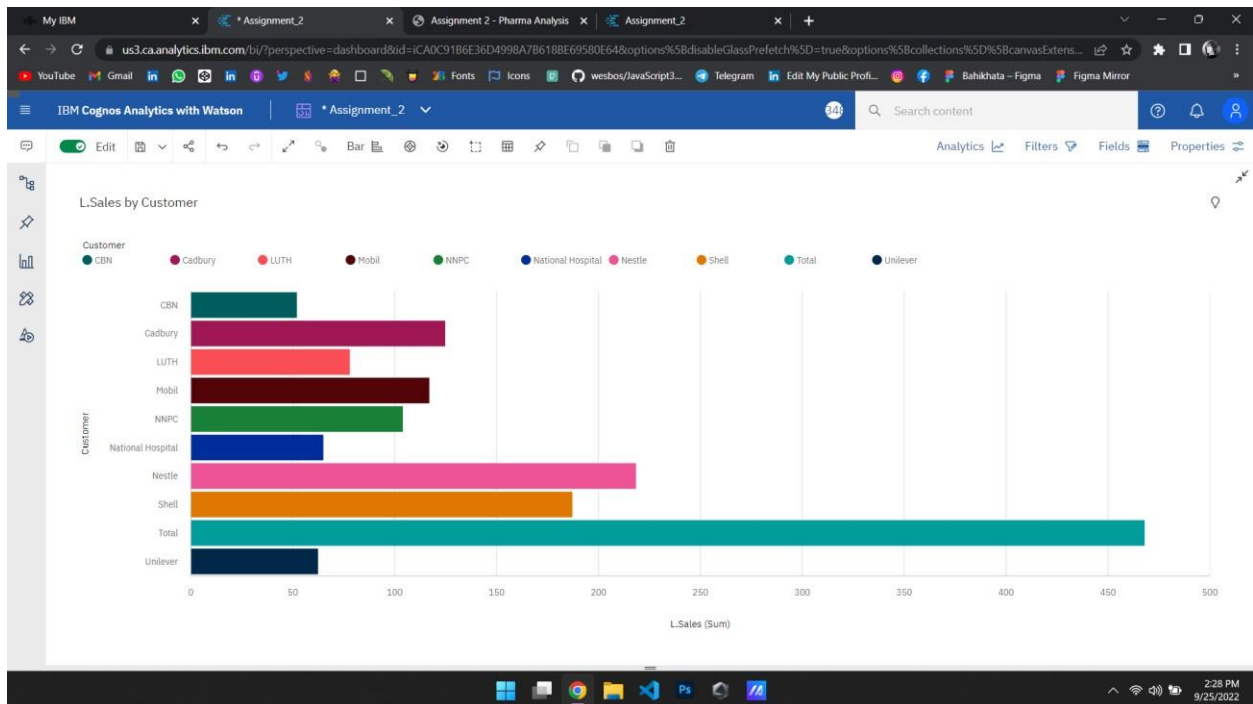 My IBM
* Assignment_2
Assignment 2 - Pharma Analysis
Assignment_2
us3.ca.analytics.ibm.com/bi/?perspective=dashboard&id=iCA0C91B6E36D4998A7B618BE69580E64&options%5BdisableGlassPrefetch%5D=true&options%5Bcollections%5D%5BcanvasExtens...
YouTube Gmail Fonts Icons wesbos/JavaScript3... Telegram Edit My Public Profi... Bahikhata – Figma Figma Mirror »
IBM Cognos Analytics with Watson * Assignment_2 Search content
Edit Bar Analytics Filters Fields Properties
L.Sales by Customer
Customer
CBN Cadbury LUTH Mobil NNPC National Hospital Nestle Shell Total Unilever
CBN
Cadbury
LUTH
Mobil
NNPC
National Hospital
Nestle
Shell
Total
Unilever
Customer
0 50 100 150 200 250 300 350 400 450 500
L.Sales (Sum)
2:28 PM
9/25/2022